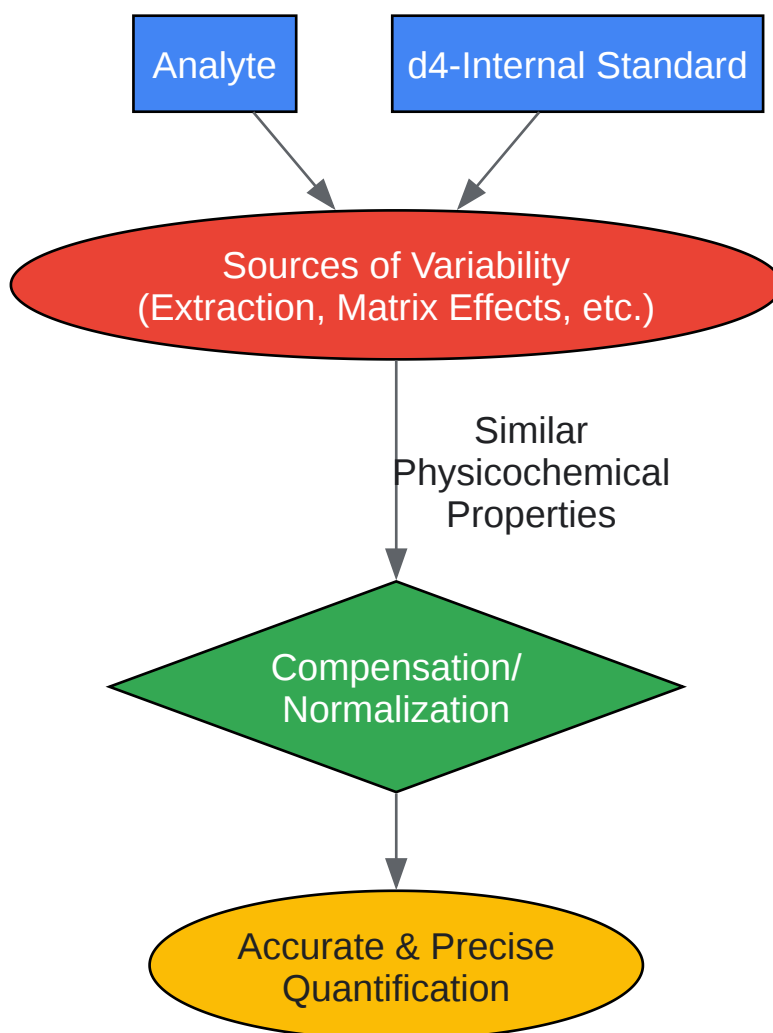 Analyte
d4-Internal Standard
Sources of Variability
(Extraction, Matrix Effects, etc.)
Similar
Physicochemical
Properties
Compensation/
Normalization
Accurate & Precise
Quantification